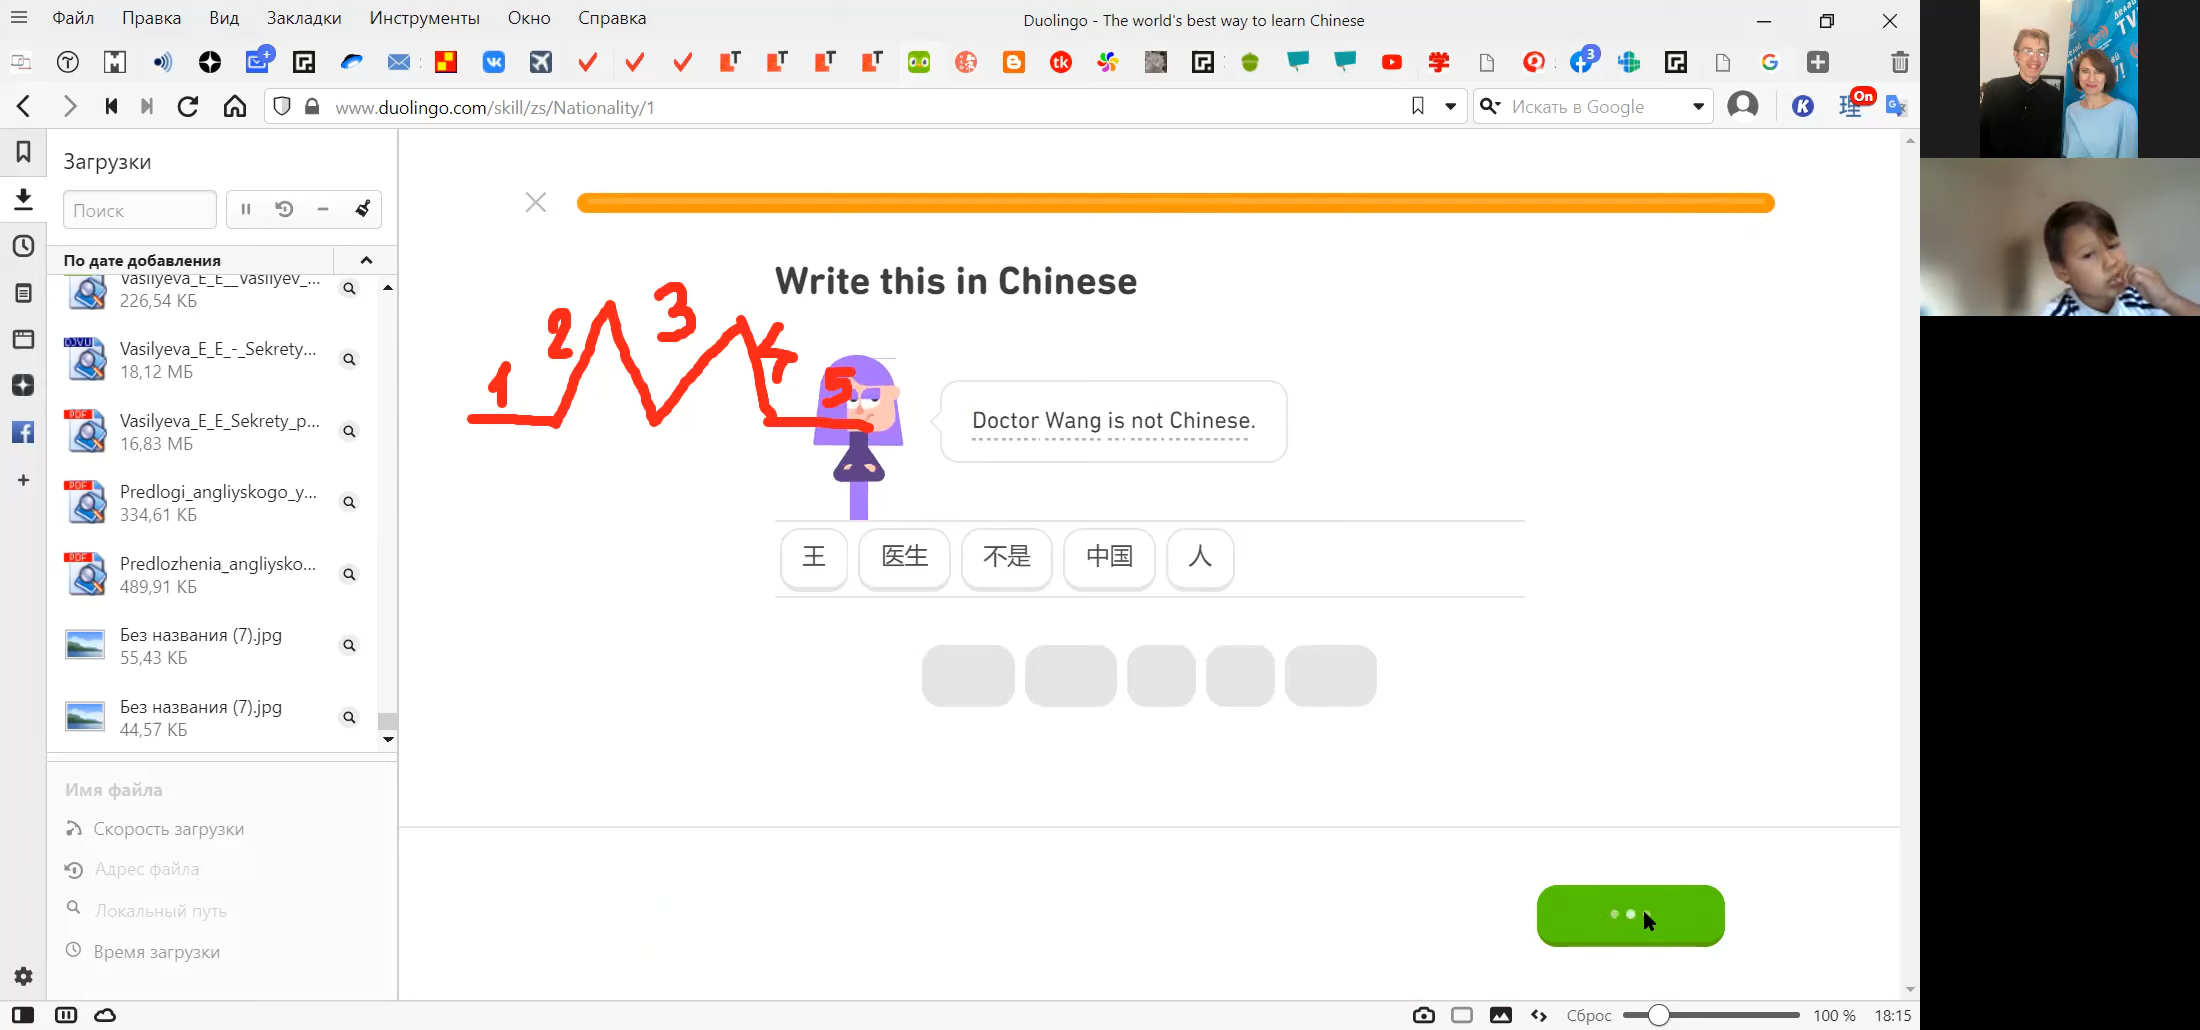 Файл Правка Вид Закладки Инструменты Окно Справка
Duolingo - The world's best way to learn Chinese
www.duolingo.com/skill/zs/Nationality/1
Искать в Google
On
3
Загрузки
Поиск
По дате добавления
Vasilyeva_E_E__Vasilyev_...
226,54 КБ
Vasilyeva_E_E_-_Sekrety...
18,12 МБ
Vasilyeva_E_E_Sekrety_p...
16,83 МБ
Predlogi_angliyskogo_y...
334,61 КБ
Predlozhenia_angliysko...
489,91 КБ
Без названия (7).jpg
55,43 КБ
Без названия (7).jpg
44,57 КБ
Имя файла
Скорость загрузки
Адрес файла
Локальный путь
Время загрузки
Write this in Chinese
1 2 3 4 5
Doctor Wang is not Chinese.
王 医生 不是 中国 人
Сброс 100 % 18:15